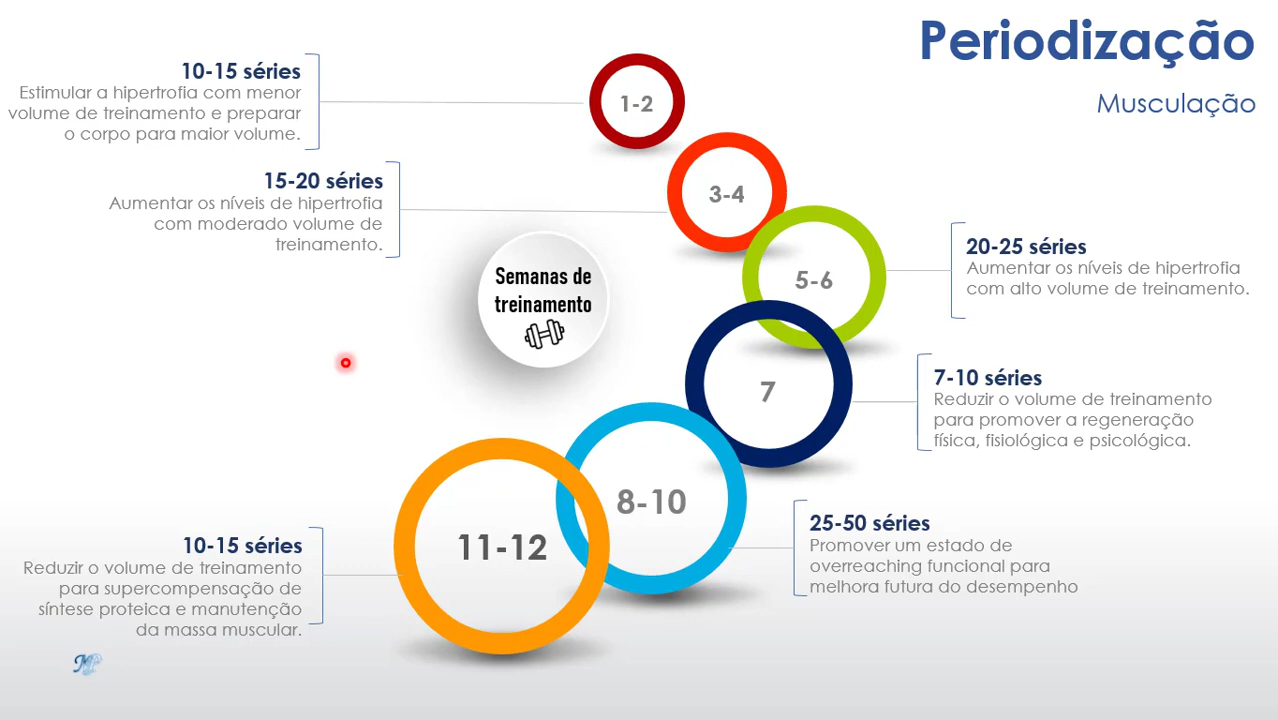 Periodização
Musculação
10-15 séries
Estimular a hipertrofia com menor
volume de treinamento e preparar
o corpo para maior volume.
1-2
15-20 séries
Aumentar os níveis de hipertrofia
com moderado volume de
treinamento.
3-4
Semanas de
treinamento
5-6
20-25 séries
Aumentar os níveis de hipertrofia
com alto volume de treinamento.
7
7-10 séries
Reduzir o volume de treinamento
para promover a regeneração
física, fisiológica e psicológica.
8-10
25-50 séries
Promover um estado de
overreaching funcional para
melhora futura do desempenho
11-12
10-15 séries
Reduzir o volume de treinamento
para supercompensação de
síntese proteica e manutenção
da massa muscular.